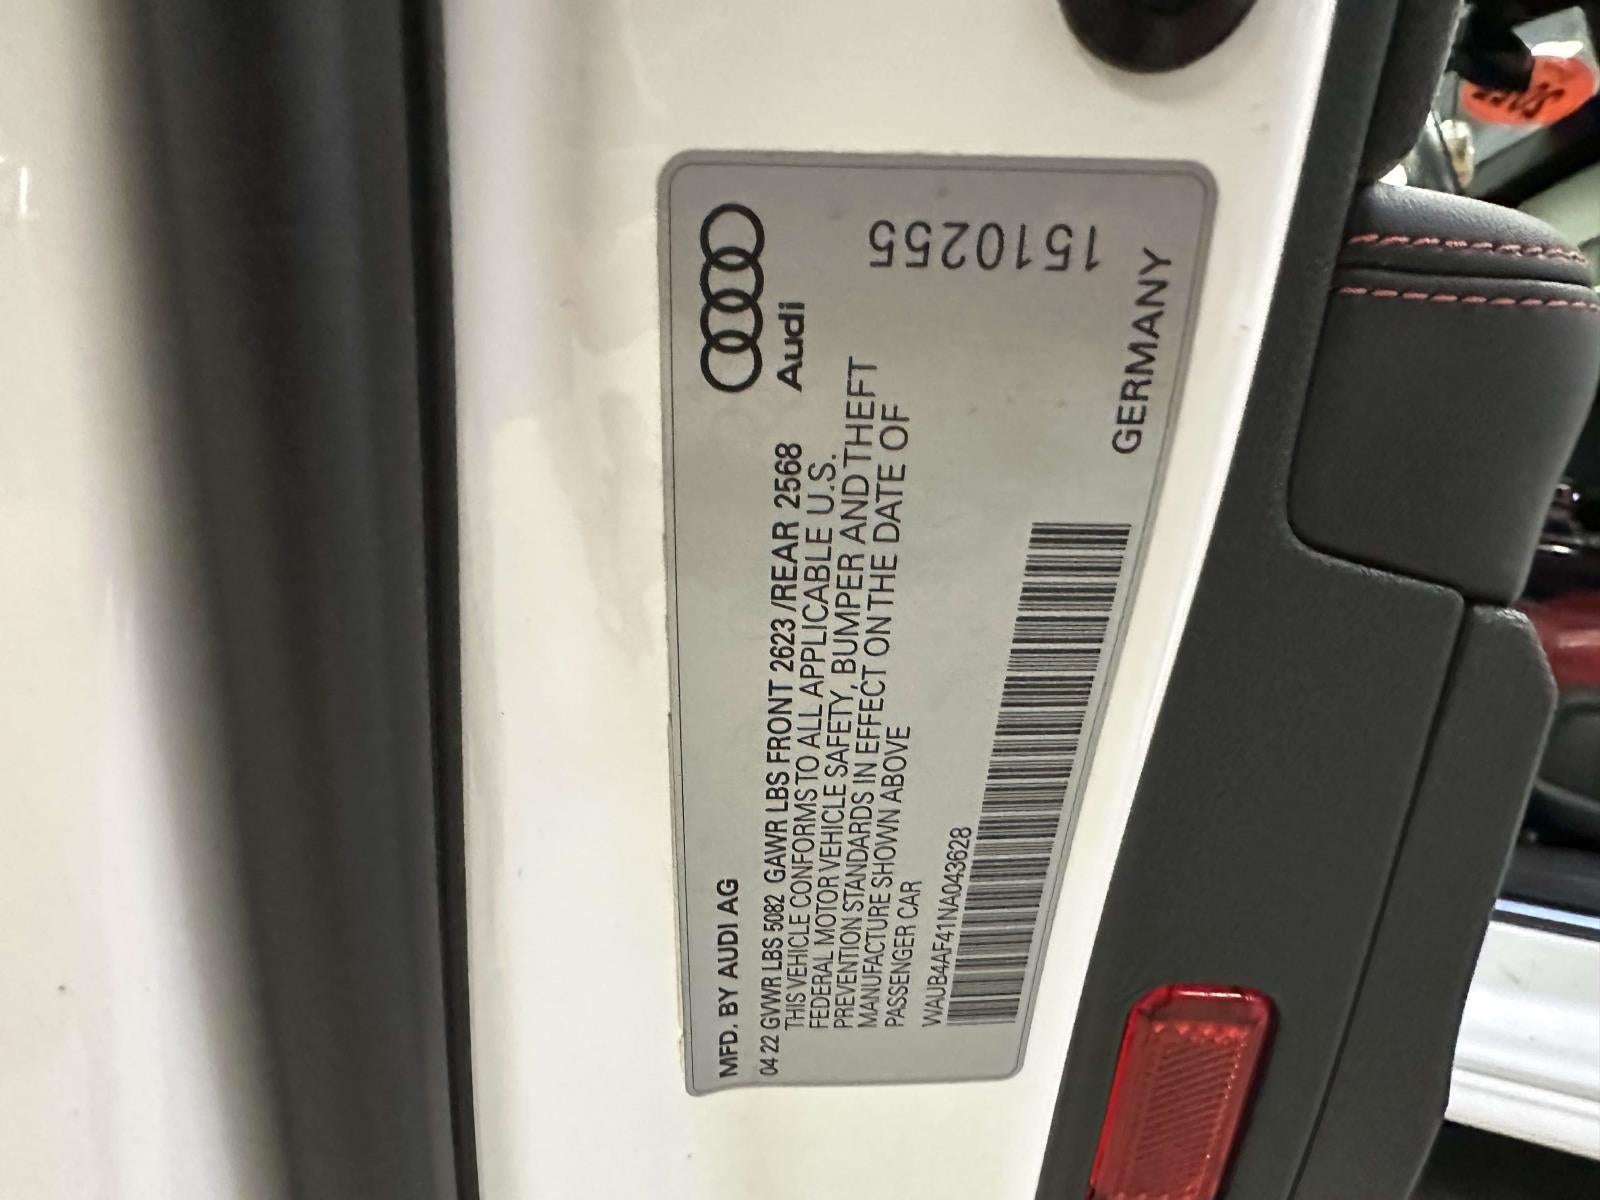 MFD. BY AUDI AG
04 22 GVWR LBS 5082 GAWR LBS FRONT 2623 /REAR 2568
THIS VEHICLE CONFORMS TO ALL APPLICABLE U.S.
FEDERAL MOTOR VEHICLE SAFETY, BUMPER AND THEFT
PREVENTION STANDARDS IN EFFECT ON THE DATE OF
MANUFACTURE SHOWN ABOVE
PASSENGER CAR
WAUB4AF41NA043628
Audi
1510255
GERMANY